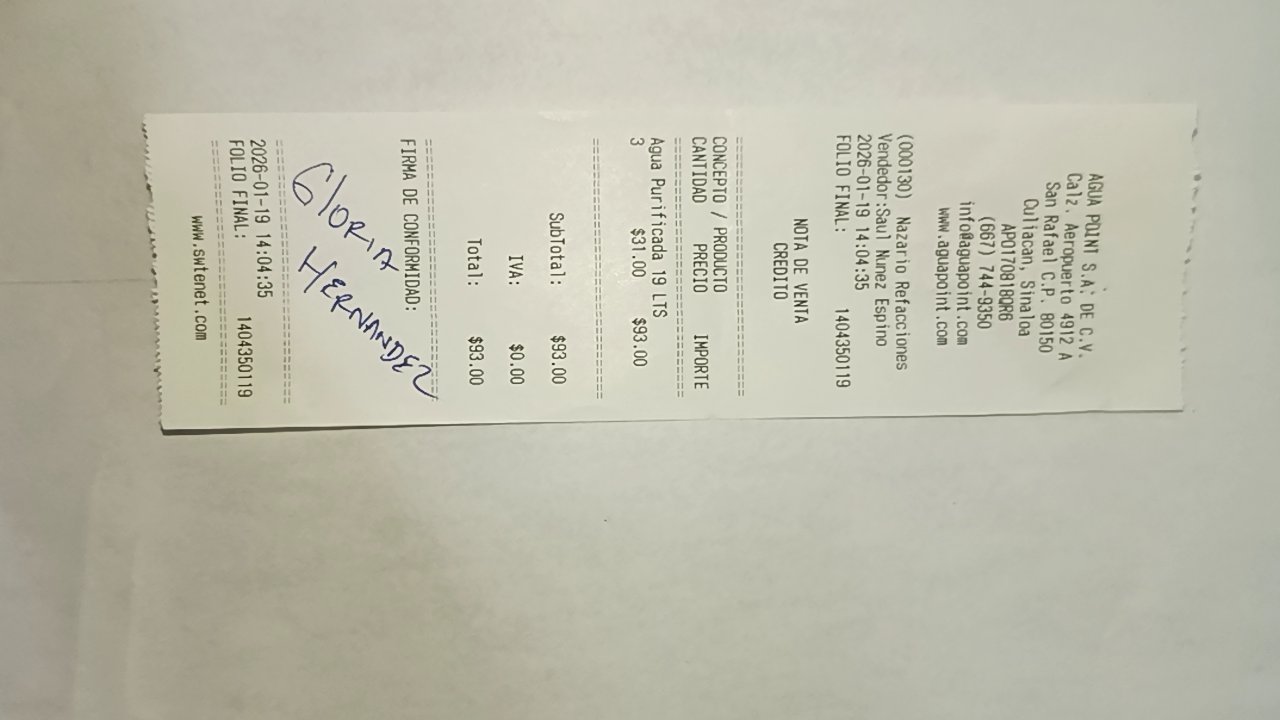 AGUA POINT S.A. DE C.V.
Calz. Aeropuerto 4912 A
San Rafael C.P. 80150
Culiacan, Sinaloa
APO170818QR6
(667) 744-9350
info@aguapoint.com
www.aguapoint.com
(000130) Nazario Refacciones
Vendedor:Saul Nunez Espino
2026-01-19 14:04:35
FOLIO FINAL: 1404350119
NOTA DE VENTA
CREDITO
CONCEPTO / PRODUCTO
CANTIDAD PRECIO IMPORTE
Agua Purificada 19 LTS
3 $31.00 $93.00
SubTotal: $93.00
IVA: $0.00
Total: $93.00
FIRMA DE CONFORMIDAD:
GlORIA
HERNANDEZ
2026-01-19 14:04:35
FOLIO FINAL: 1404350119
www.swtenet.com